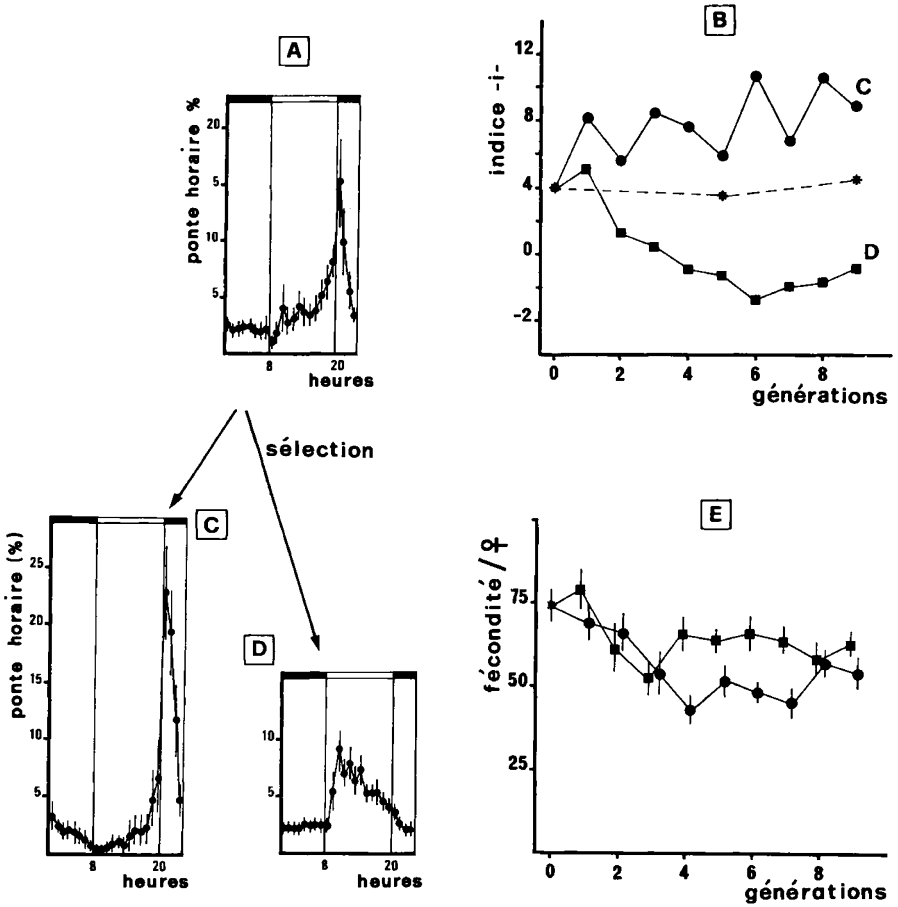 A
ponte horaire %
20
5
10
5
8
20
heures
B
indice -i-
12
8
4
0
-2
C
D
0
2
4
6
8
générations
sélection
C
ponte horaire (%)
25
20
15
10
5
8
20
heures
D
10
5
8
20
heures
E
fécondité/♀
75
50
25
0
2
4
6
8
générations